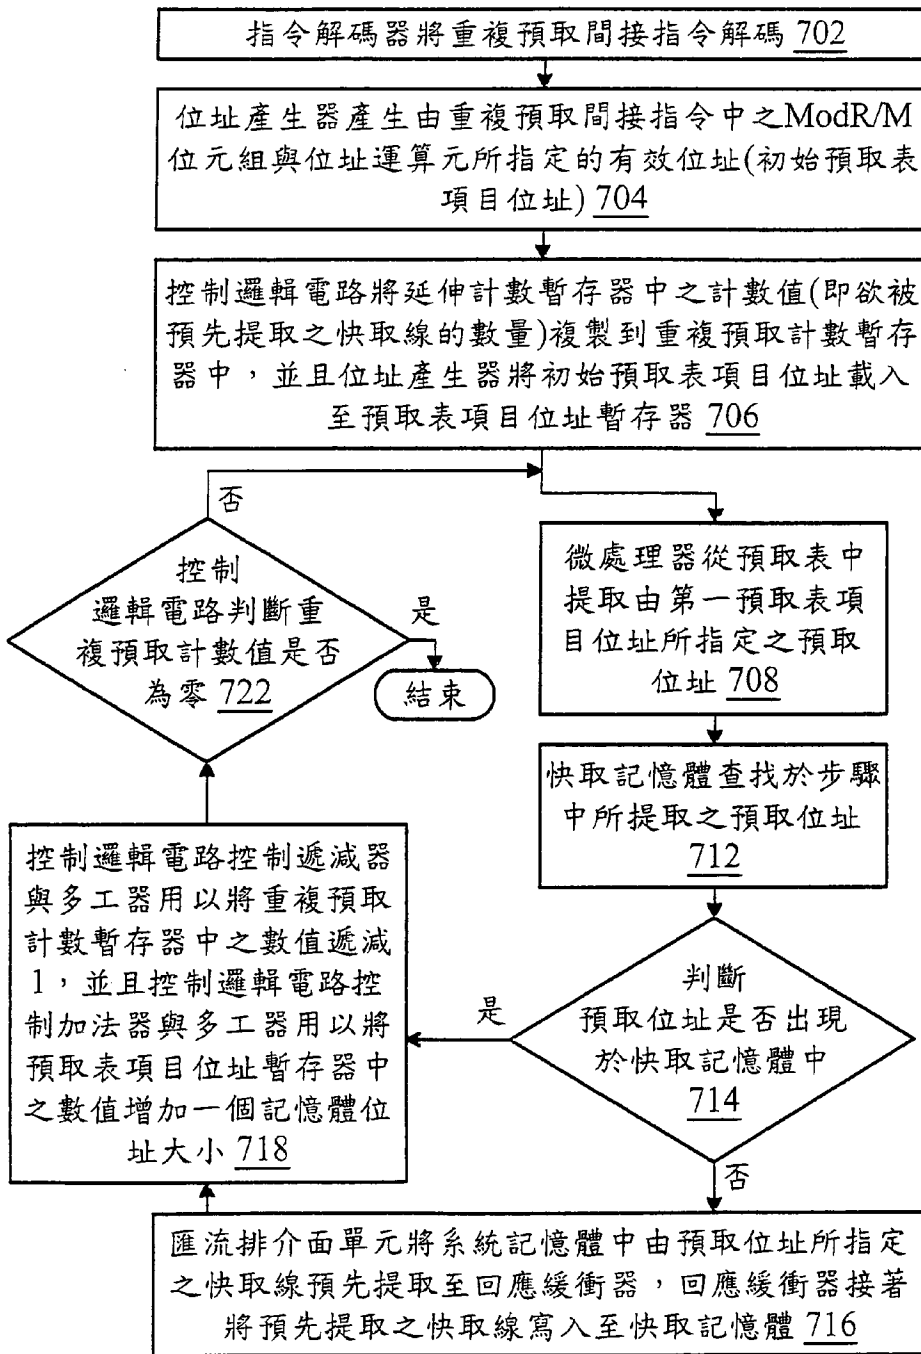 指令解碼器將重複預取間接指令解碼 702
位址產生器產生由重複預取間接指令中之ModR/M
位元組與位址運算元所指定的有效位址(初始預取表
項目位址) 704
控制邏輯電路將延伸計數暫存器中之計數值(即欲被
預先提取之快取線的數量)複製到重複預取計數暫存
器中，並且位址產生器將初始預取表項目位址載入
至預取表項目位址暫存器 706
微處理器從預取表中
提取由第一預取表項
目位址所指定之預取
位址 708
快取記憶體查找於步驟
中所提取之預取位址
712
判斷
預取位址是否出現
於快取記憶體中
714
是
否
匯流排介面單元將系統記憶體中由預取位址所指定
之快取線預先提取至回應緩衝器，回應緩衝器接著
將預先提取之快取線寫入至快取記憶體 716
控制邏輯電路控制遞減器
與多工器用以將重複預取
計數暫存器中之數值遞減
1，並且控制邏輯電路控
制加法器與多工器用以將
預取表項目位址暫存器中
之數值增加一個記憶體位
址大小 718
控制
邏輯電路判斷重
複預取計數值是否
為零 722
否
是
結束